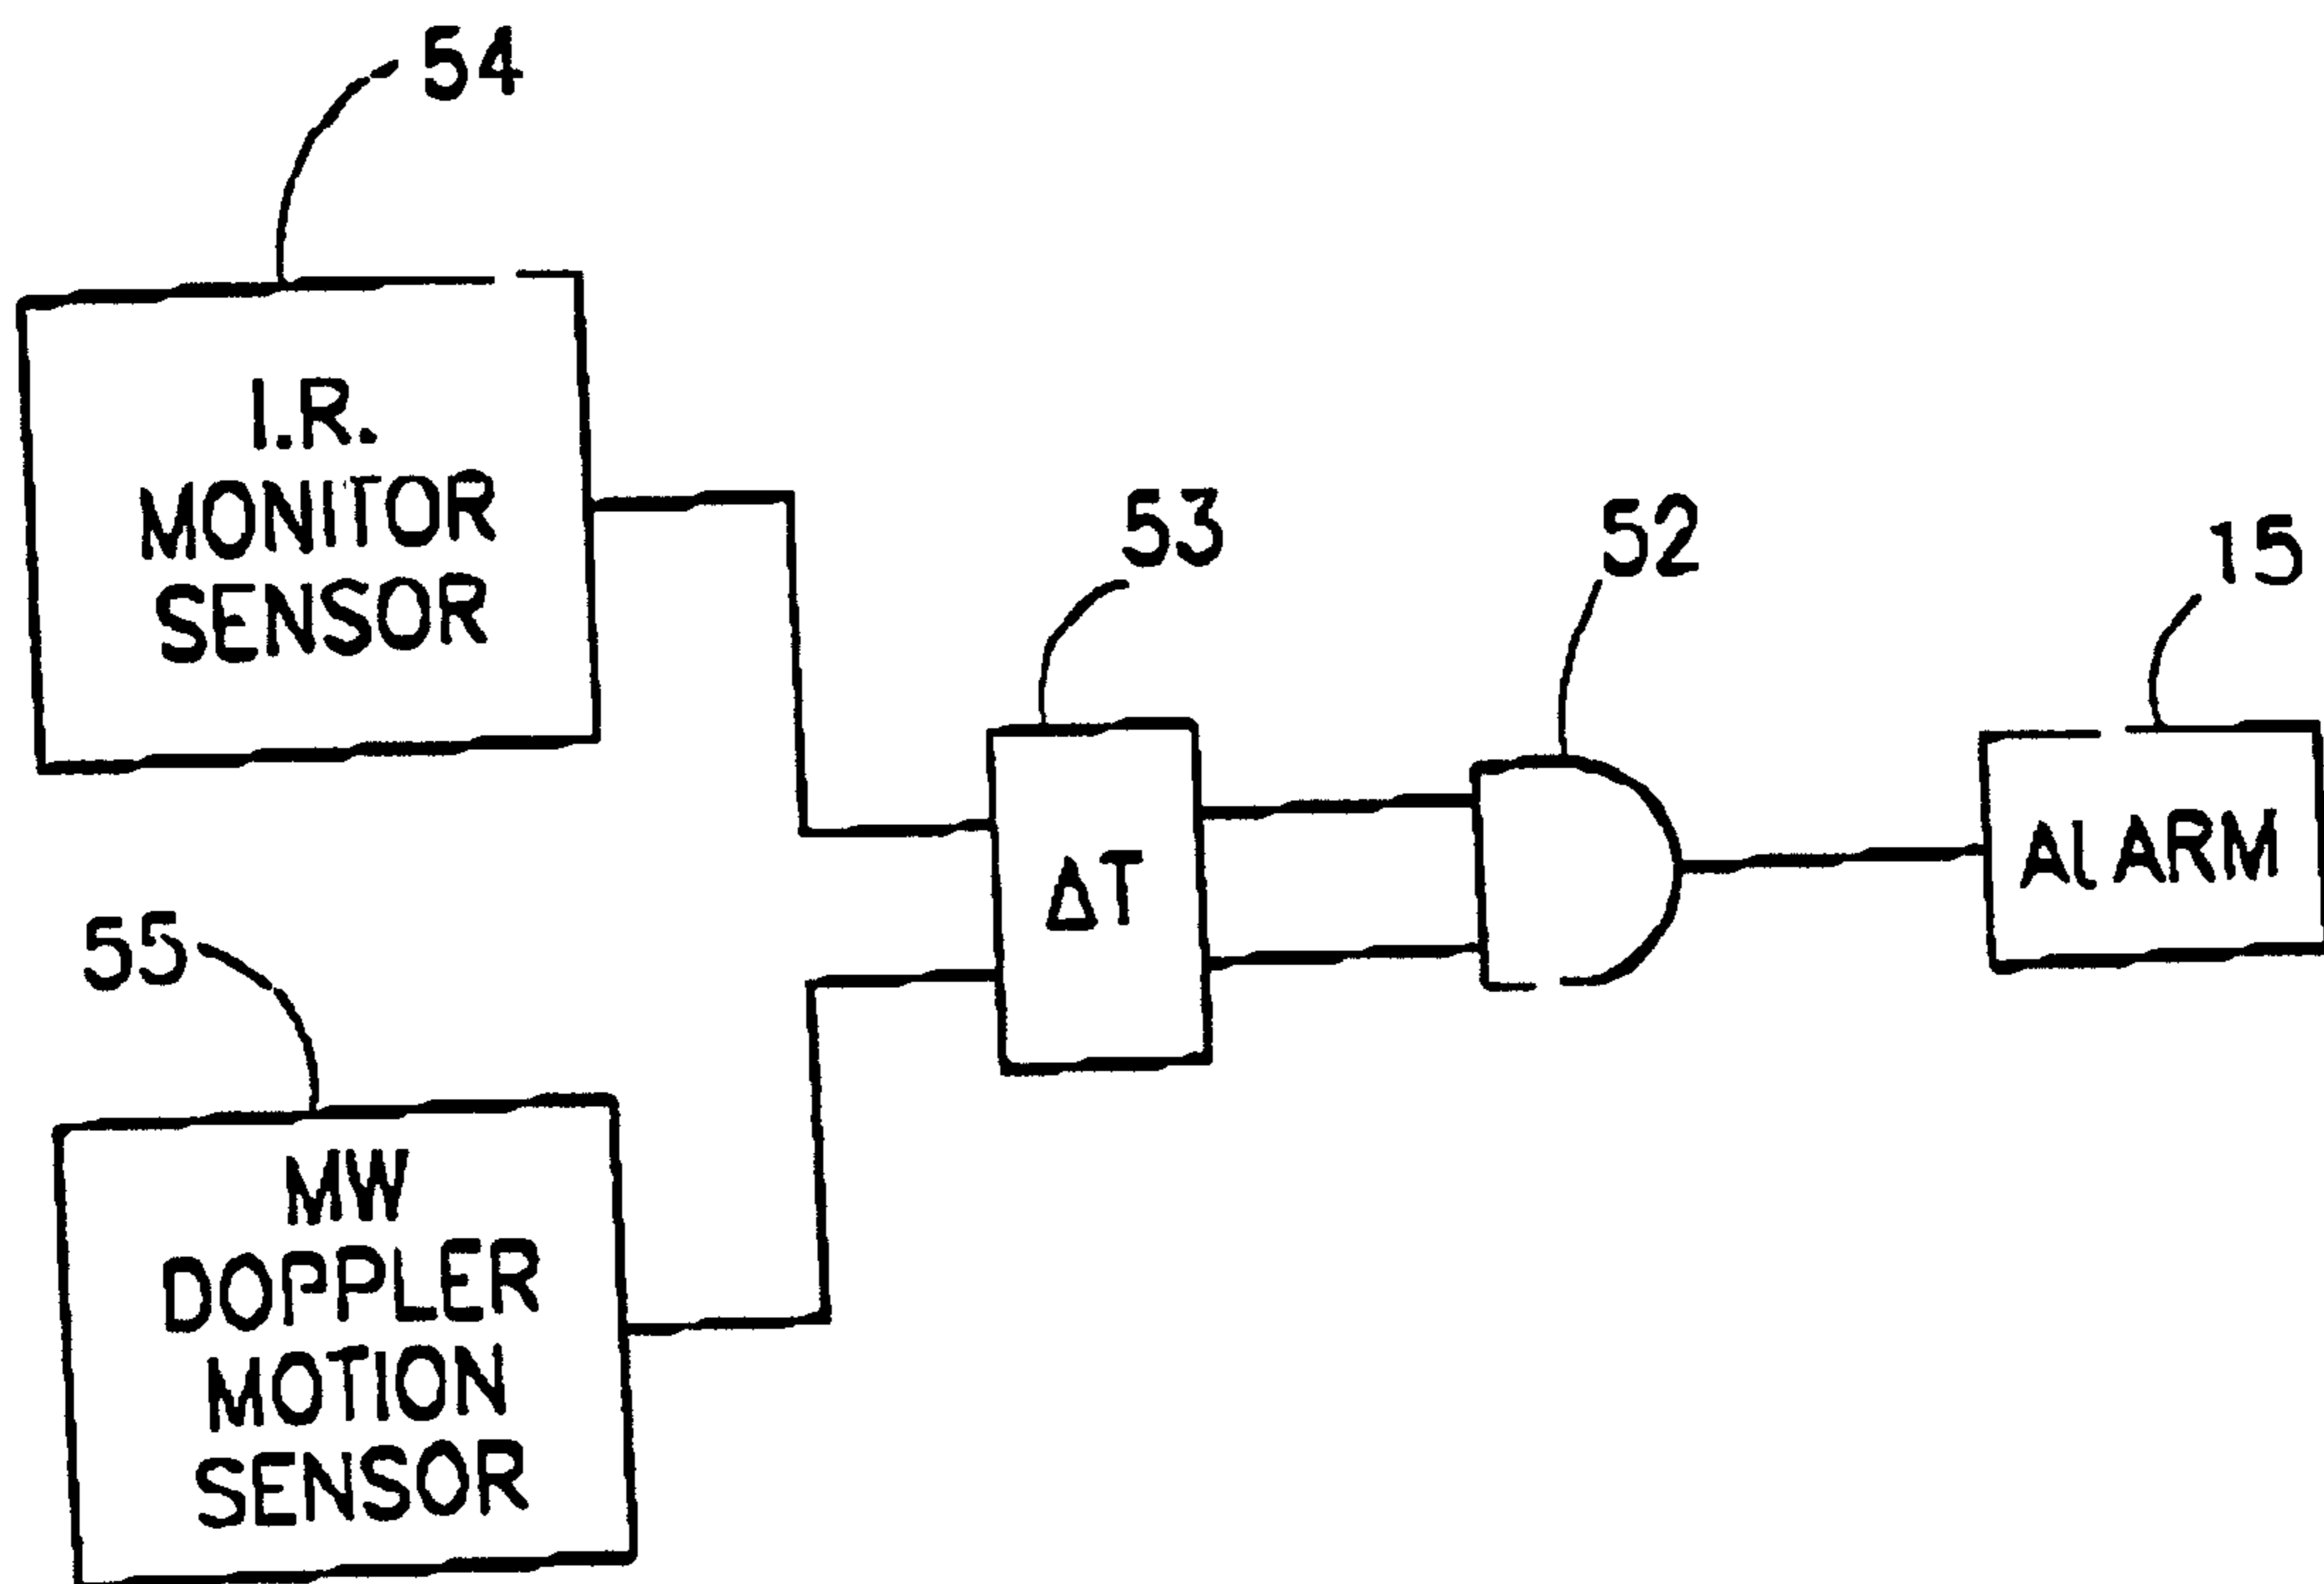 54
I.R.
MONITOR
SENSOR
53
52
15
ΔT
ALARM
55
MW
DOPPLER
MOTION
SENSOR